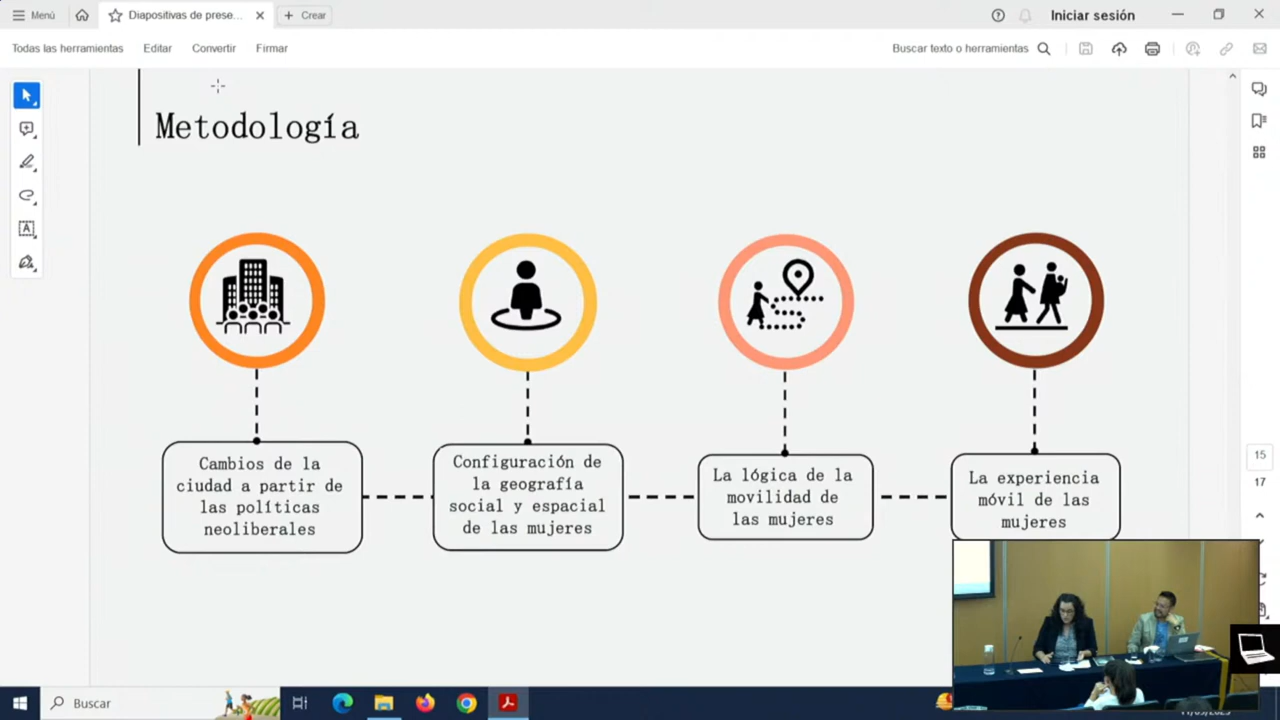 Menú
Diapositivas de prese...
Crear
Iniciar sesión
Todas las herramientas
Editar
Convertir
Firmar
Buscar texto o herramientas
Metodología
Cambios de la
ciudad a partir de
las políticas
neoliberales
Configuración de
la geografía
social y espacial
de las mujeres
La lógica de la
movilidad de
las mujeres
La experiencia
móvil de las
mujeres
15
17
Buscar